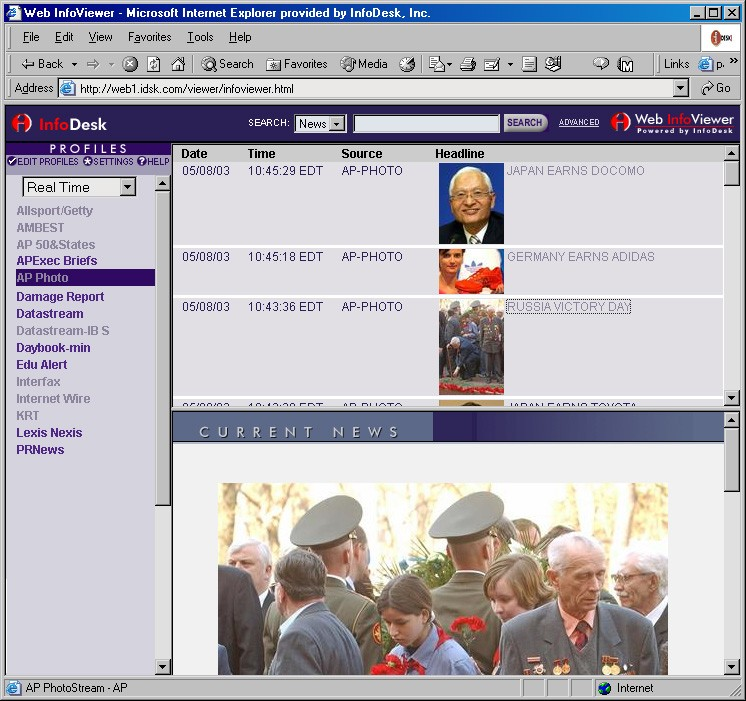 Web InfoViewer - Microsoft Internet Explorer provided by InfoDesk, Inc.
File Edit View Favorites Tools Help
Back Search Favorites Media Links
Address http://web1.idsk.com/viewer/infoviewer.html Go
InfoDesk SEARCH: News SEARCH ADVANCED Web InfoViewer
Powered by InfoDesk
PROFILES
EDIT PROFILES SETTINGS HELP
Real Time
Allsport/Getty
AMBEST
AP 50&States
APExec Briefs
AP Photo
Damage Report
Datastream
Datastream-IB S
Daybook-min
Edu Alert
Interfax
Internet Wire
KRT
Lexis Nexis
PRNews
Date Time Source Headline
05/08/03 10:45:29 EDT AP-PHOTO JAPAN EARNS DOCOMO
05/08/03 10:45:18 EDT AP-PHOTO GERMANY EARNS ADIDAS
05/08/03 10:43:36 EDT AP-PHOTO RUSSIA VICTORY DAY
JAPAN EARNS TOYOTA
CURRENT NEWS
AP PhotoStream - AP Internet